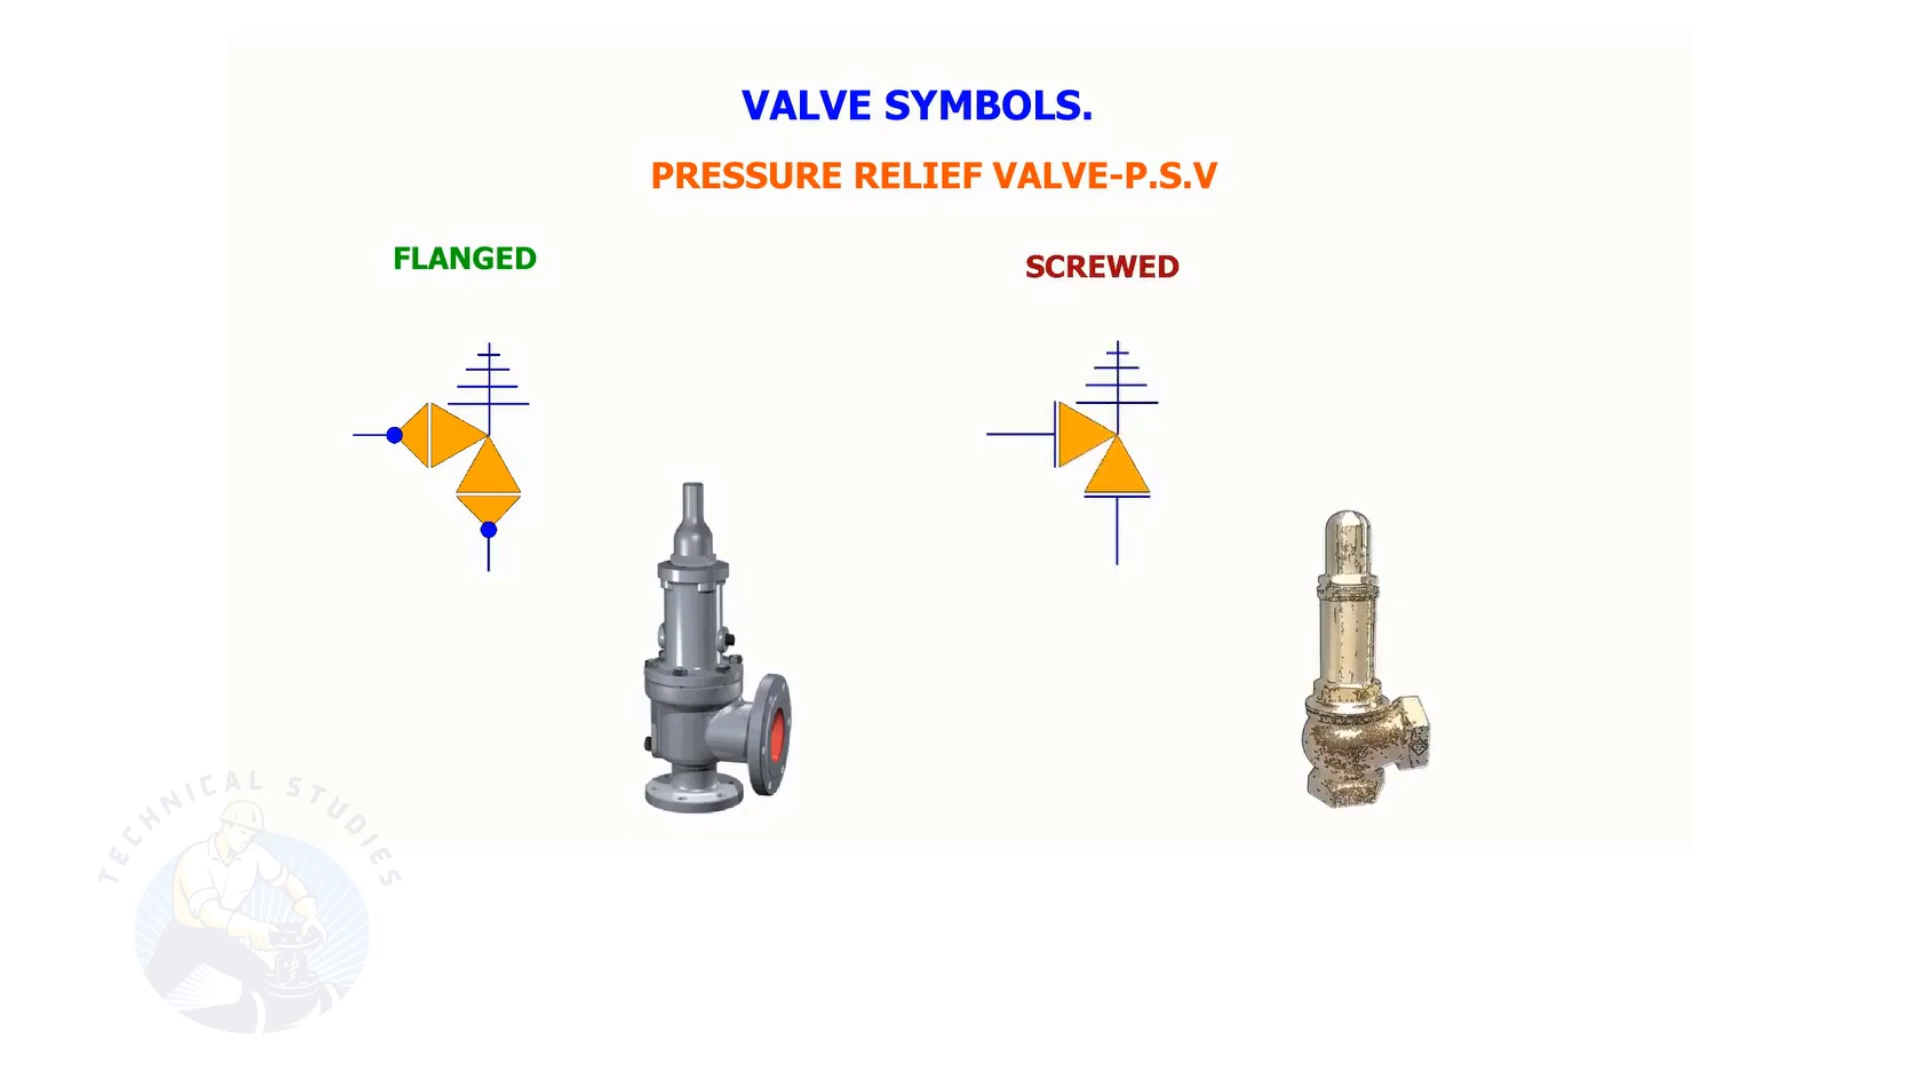 VALVE SYMBOLS.
PRESSURE RELIEF VALVE-P.S.V
FLANGED
SCREWED
TECHNICAL STUDIES